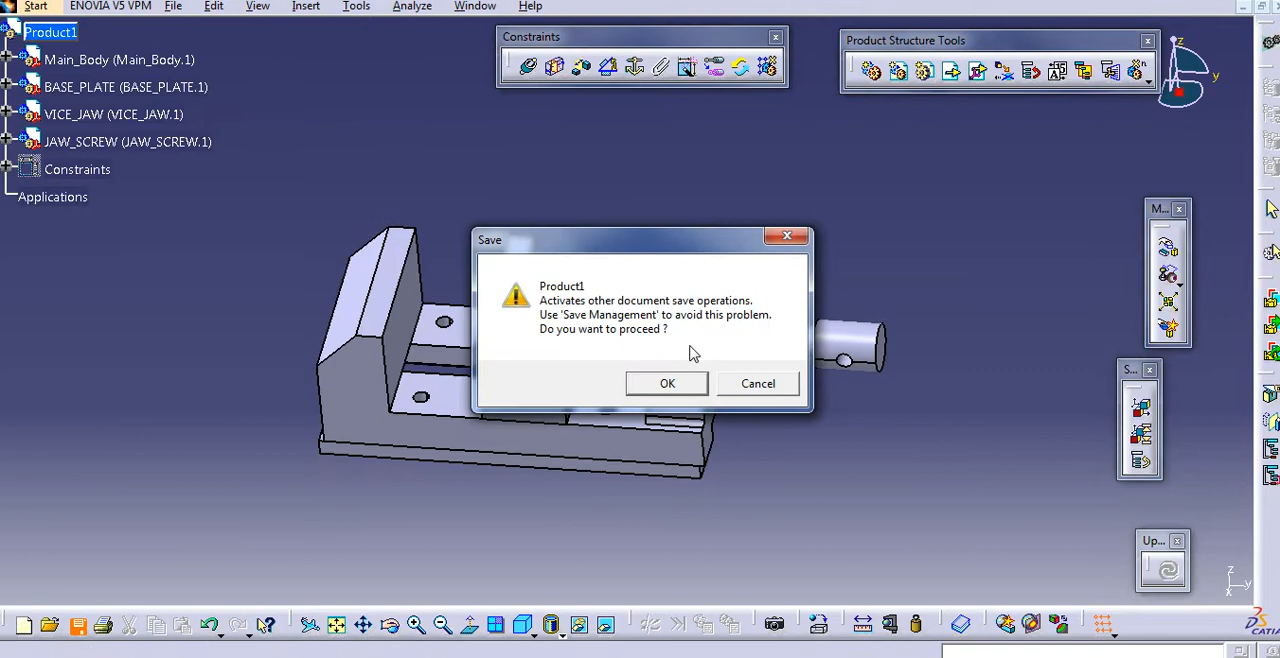 Start ENOVIA V5 VPM File Edit View Insert Tools Analyze Window Help
Product1
Main_Body (Main_Body.1)
BASE_PLATE (BASE_PLATE.1)
VICE_JAW (VICE_JAW.1)
JAW_SCREW (JAW_SCREW.1)
Constraints
Applications
Constraints
Product Structure Tools
z
y
M...
S...
Up...
Save
Product1
Activates other document save operations.
Use 'Save Management' to avoid this problem.
Do you want to proceed ?
OK Cancel
z
y
x
CATIA